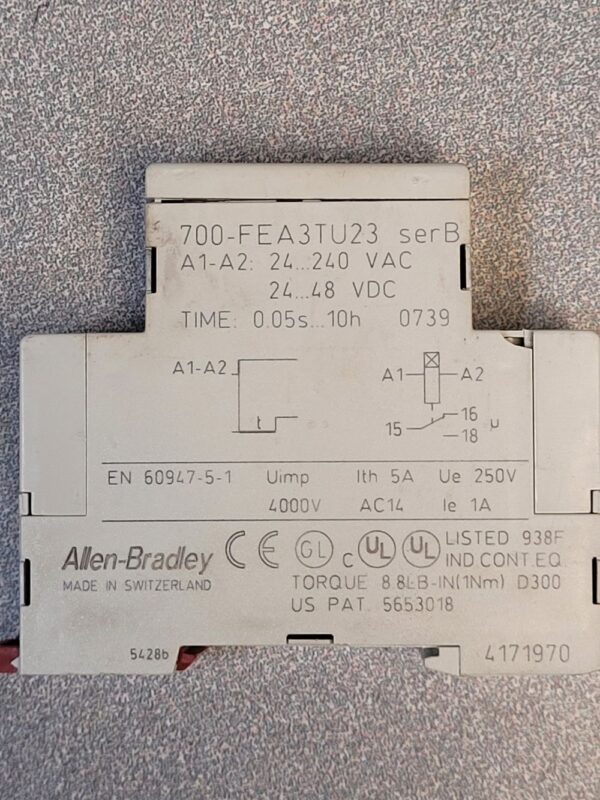 700-FEA3TU23 serB
A1-A2: 24...240 VAC
24...48 VDC
TIME: 0.05s...10h 0739
A1-A2
t
A1 A2
15 16 µ
18
EN 60947-5-1 Uimp Ith 5A Ue 250V
4000V AC14 Ie 1A
Allen-Bradley CE GL c UL UL LISTED 938F
IND.CONT.EQ.
MADE IN SWITZERLAND TORQUE 8.8LB-IN(1Nm) D300
US PAT. 5653018
5428b 4171970